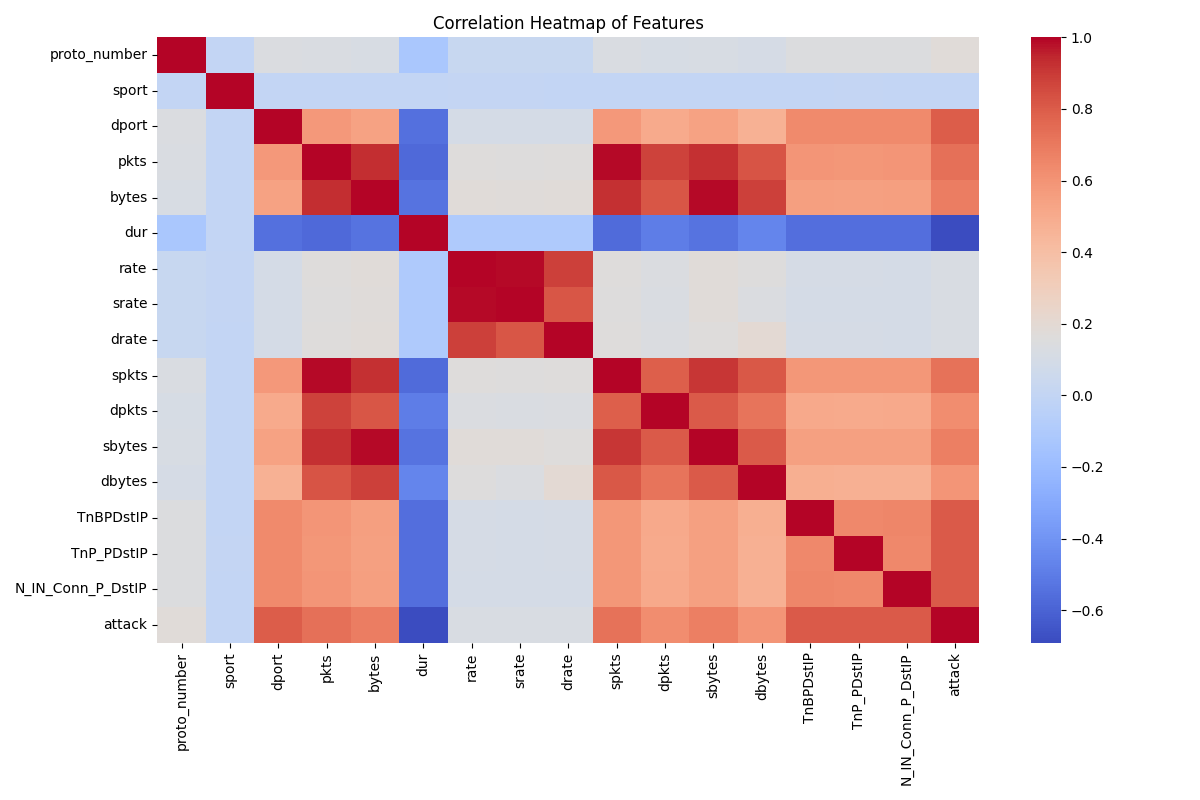 Correlation Heatmap of Features
proto_number
sport
dport
pkts
bytes
dur
rate
srate
drate
spkts
dpkts
sbytes
dbytes
TnBPDstIP
TnP_PDstIP
N_IN_Conn_P_DstIP
attack
proto_number
sport
dport
pkts
bytes
dur
rate
srate
drate
spkts
dpkts
sbytes
dbytes
TnBPDstIP
TnP_PDstIP
N_IN_Conn_P_DstIP
attack
1.0
0.8
0.6
0.4
0.2
0.0
−0.2
−0.4
−0.6